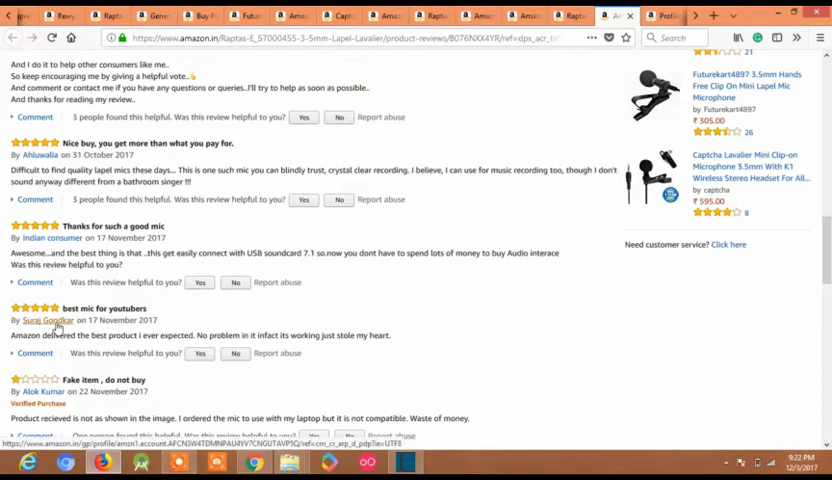 Rewy
Rapta
Gener
Buy P
Futur
Amaz
Captc
Amaz
Rapta
Amaz
Amaz
Rapta
Am
Profil
https://www.amazon.in/Raptas-E_57000455-3-5mm-Lapel-Lavalier/product-reviews/B076NXX4YR/ref=dpx_acr_txt?
Search
And I do it to help other consumers like me..
So keep encouraging me by giving a helpful vote..
And comment or contact me if you have any questions or queries..I'll try to help as soon as possible..
And thanks for reading my review..
Comment 3 people found this helpful. Was this review helpful to you? Yes No Report abuse
Nice buy, you get more than what you pay for.
By Ahluwalia on 31 October 2017
Difficult to find quality lapel mics these days... This is one such mic you can blindly trust, crystal clear recording. I believe, I can use for music recording too, though I don't
sound anyway different from a bathroom singer !!!
Comment 3 people found this helpful. Was this review helpful to you? Yes No Report abuse
Thanks for such a good mic
By Indian consumer on 17 November 2017
Awesome...and the best thing is that ..this get easily connect with USB soundcard 7.1 so.now you dont have to spend lots of money to buy Audio interace
Was this review helpful to you?
Comment Was this review helpful to you? Yes No Report abuse
best mic for youtubers
By Suraj Gondkar on 17 November 2017
Amazon delivered the best product i ever expected. No problem in it infact its working just stole my heart.
Comment Was this review helpful to you? Yes No Report abuse
Fake item , do not buy
By Alok Kumar on 22 November 2017
Verified Purchase
Product recieved is not as shown in the image. I ordered the mic to use with my laptop but it is not compatible. Waste of money.
21
Futurekart4897 3.5mm Hands
Free Clip On Mini Lapel Mic
Microphone
by Futurekart4897
₹ 305.00
26
Captcha Lavalier Mini Clip-on
Microphone 3.5mm With K1
Wireless Stereo Headset For All...
by captcha
₹ 595.00
8
Need customer service? Click here
9:22 PM
12/3/2017